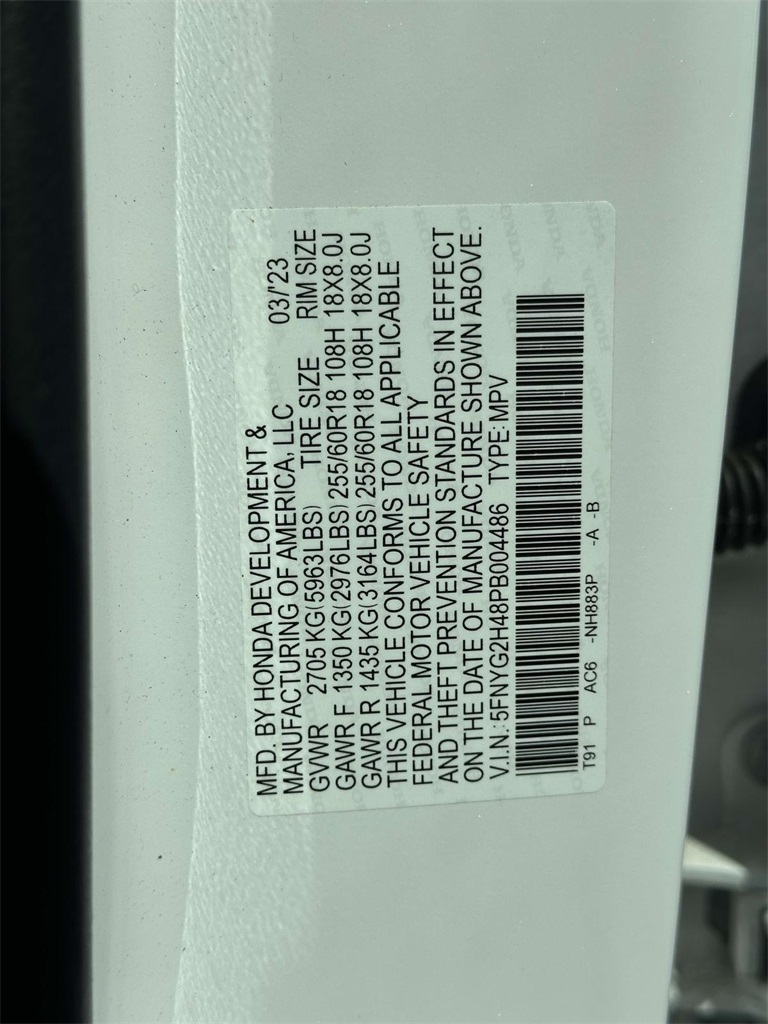 MFD. BY HONDA DEVELOPMENT &
MANUFACTURING OF AMERICA, LLC 03/'23
GVWR 2705 KG(5963LBS) TIRE SIZE RIM SIZE
GAWR F 1350 KG(2976LBS) 255/60R18 108H 18X8.0J
GAWR R 1435 KG(3164LBS) 255/60R18 108H 18X8.0J
THIS VEHICLE CONFORMS TO ALL APPLICABLE
FEDERAL MOTOR VEHICLE SAFETY
AND THEFT PREVENTION STANDARDS IN EFFECT
ON THE DATE OF MANUFACTURE SHOWN ABOVE.
V.I.N.:5FNYG2H48PB004486 TYPE: MPV
T91 P AC6 -NH883P -A -B